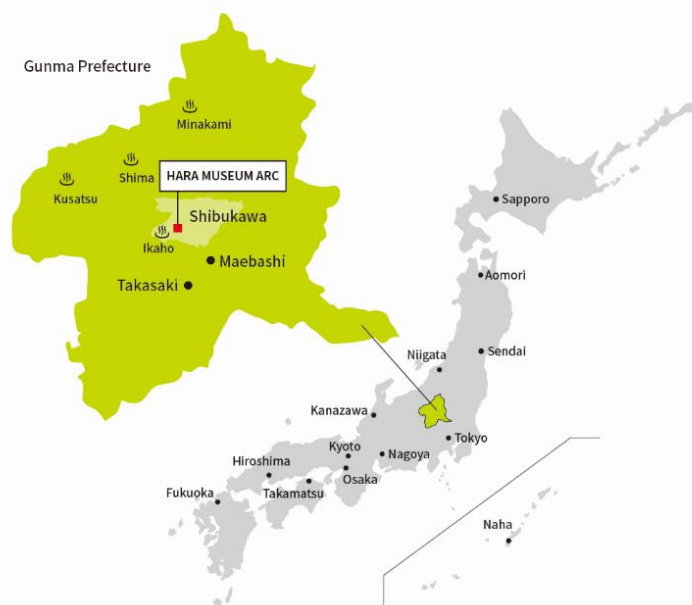 Gunma Prefecture
Minakami
Shima
Kusatsu
HARA MUSEUM ARC
Shibukawa
Ikaho
Maebashi
Takasaki
Sapporo
Aomori
Sendai
Niigata
Kanazawa
Tokyo
Kyoto
Nagoya
Hiroshima
Osaka
Takamatsu
Fukuoka
Naha